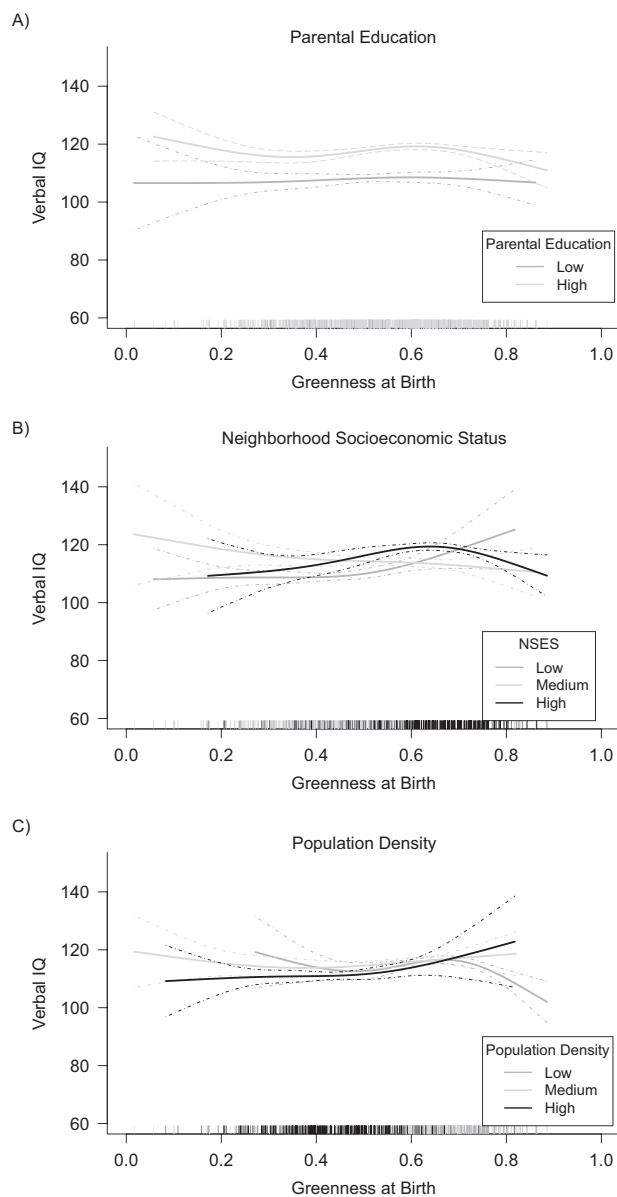 A)
Parental Education
140
120
100
80
60
Verbal IQ
Parental Education
Low
High
0.0 0.2 0.4 0.6 0.8 1.0
Greenness at Birth
B)
Neighborhood Socioeconomic Status
140
120
100
80
60
Verbal IQ
NSES
Low
Medium
High
0.0 0.2 0.4 0.6 0.8 1.0
Greenness at Birth
C)
Population Density
140
120
100
80
60
Verbal IQ
Population Density
Low
Medium
High
0.0 0.2 0.4 0.6 0.8 1.0
Greenness at Birth